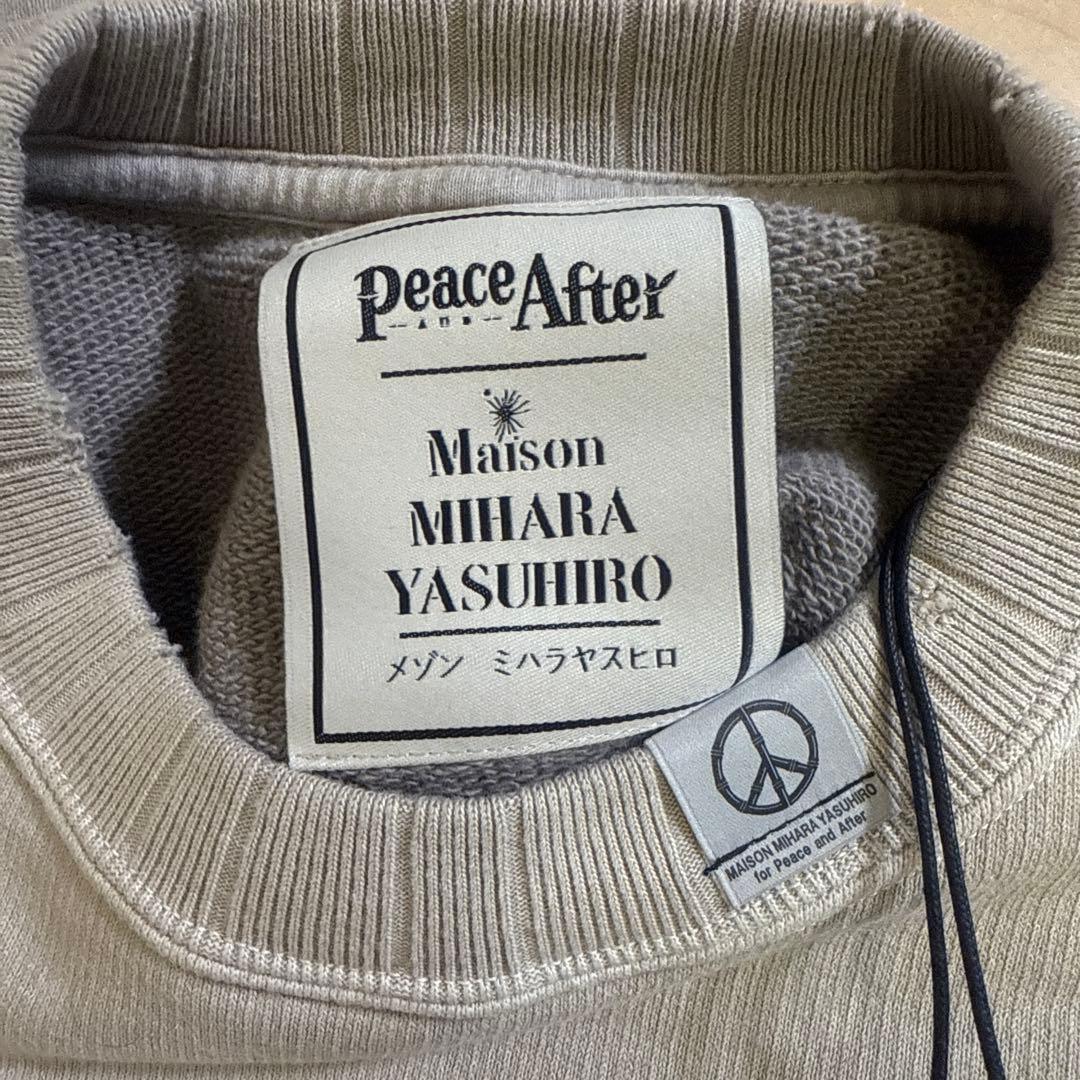 Peace AND After
Maison
MIHARA
YASUHIRO
メゾン ミハラヤスヒロ
MAISON MIHARA YASUHIRO
for Peace and After